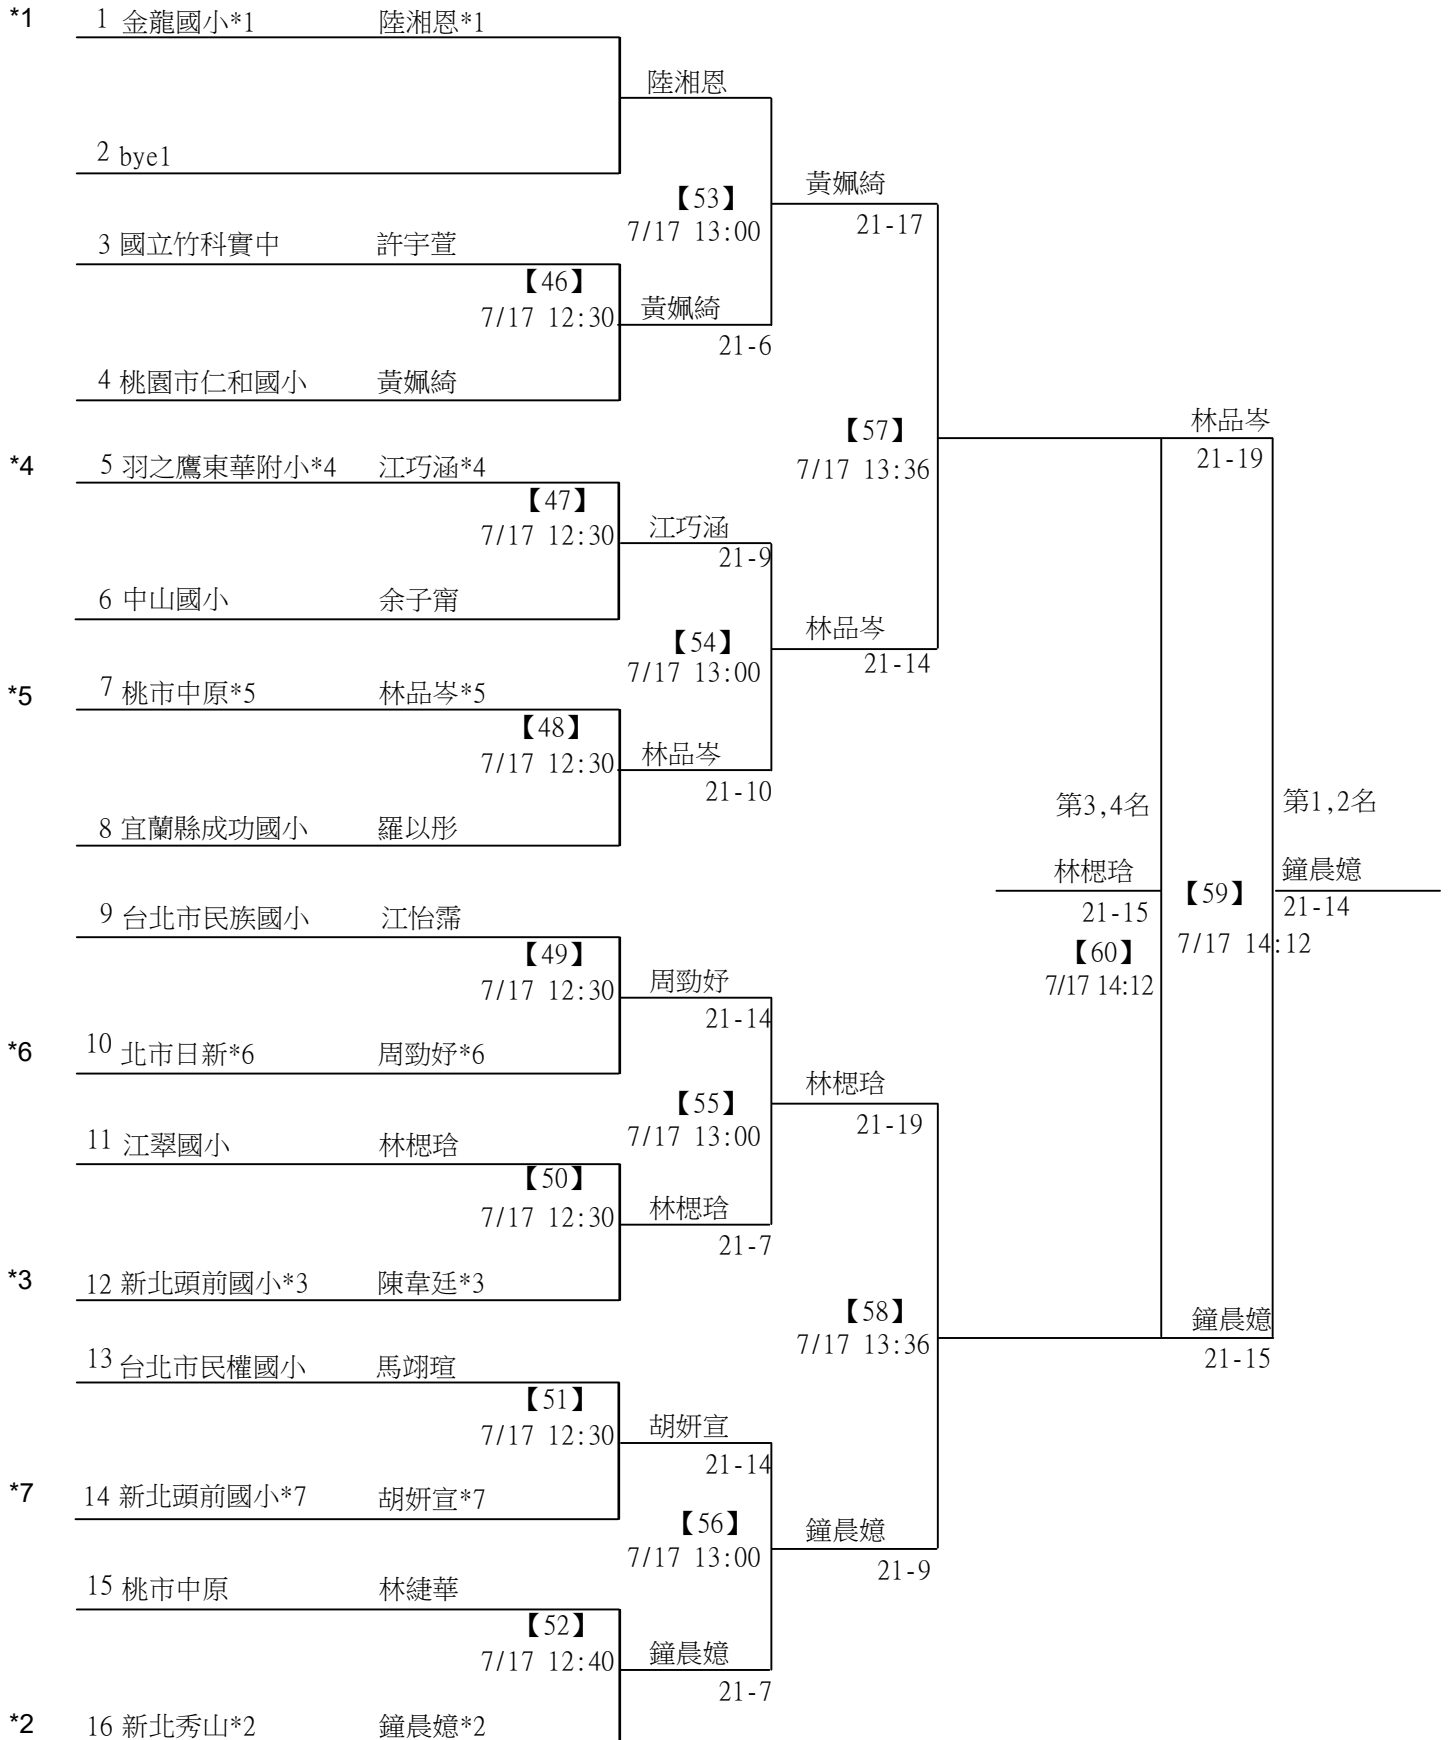 *1 1 金龍國小*1 陸湘恩*1
陸湘恩
2 bye1
【53】
7/17 13:00
黃姵綺
21-17
3 國立竹科實中 許宇萱
【46】
7/17 12:30
黃姵綺
21-6
4 桃園市仁和國小 黃姵綺
【57】
7/17 13:36
林品岑
21-19
*4 5 羽之鷹東華附小*4 江巧涵*4
【47】
7/17 12:30
江巧涵
21-9
6 中山國小 余子甯
【54】
7/17 13:00
林品岑
21-14
*5 7 桃市中原*5 林品岑*5
【48】
7/17 12:30
林品岑
21-10
8 宜蘭縣成功國小 羅以彤
第3,4名
第1,2名
林楒琀
21-15
【60】
7/17 14:12
【59】
7/17 14:12
鐘晨嬑
21-14
9 台北市民族國小 江怡霈
【49】
7/17 12:30
周勁妤
21-14
*6 10 北市日新*6 周勁妤*6
【55】
7/17 13:00
林楒琀
21-19
11 江翠國小 林楒琀
【50】
7/17 12:30
林楒琀
21-7
*3 12 新北頭前國小*3 陳韋廷*3
【58】
7/17 13:36
鐘晨嬑
21-15
13 台北市民權國小 馬翊瑄
【51】
7/17 12:30
胡妍宣
21-14
*7 14 新北頭前國小*7 胡妍宣*7
【56】
7/17 13:00
鐘晨嬑
21-9
15 桃市中原 林緁華
【52】
7/17 12:40
鐘晨嬑
21-7
*2 16 新北秀山*2 鐘晨嬑*2